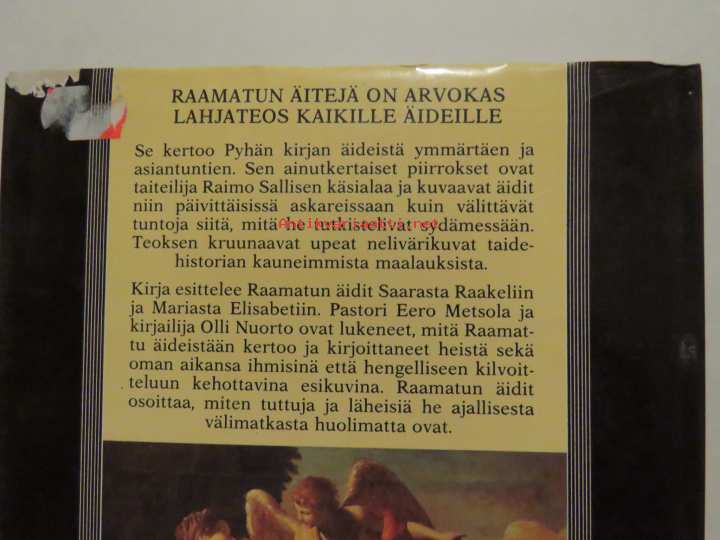 RAAMATUN ÄITEJÄ ON ARVOKAS
LAHJATEOS KAIKILLE ÄIDEILLE
Se kertoo Pyhän kirjan äideistä ymmärtäen ja
asiantuntien. Sen ainutkertaiset piirrokset ovat
taiteilija Raimo Sallisen käsialaa ja kuvaavat äidit
niin päivittäisissä askareissaan kuin välittävät
tuntoja siitä, mitä he tutkistelivat sydämessään.
Antikvariaatti.net
Teoksen kruunaavat upeat nelivärikuvat taide-
historian kauneimmista maalauksista.
Kirja esittelee Raamatun äidit Saarasta Raakeliin
ja Mariasta Elisabetiin. Pastori Eero Metsola ja
kirjailija Olli Nuorto ovat lukeneet, mitä Raamat-
tu äideistään kertoo ja kirjoittaneet heistä sekä
oman aikansa ihmisinä että hengelliseen kilvoit-
teluun kehottavina esikuvina. Raamatun äidit
osoittaa, miten tuttuja ja läheisiä he ajallisesta
välimatkasta huolimatta ovat.